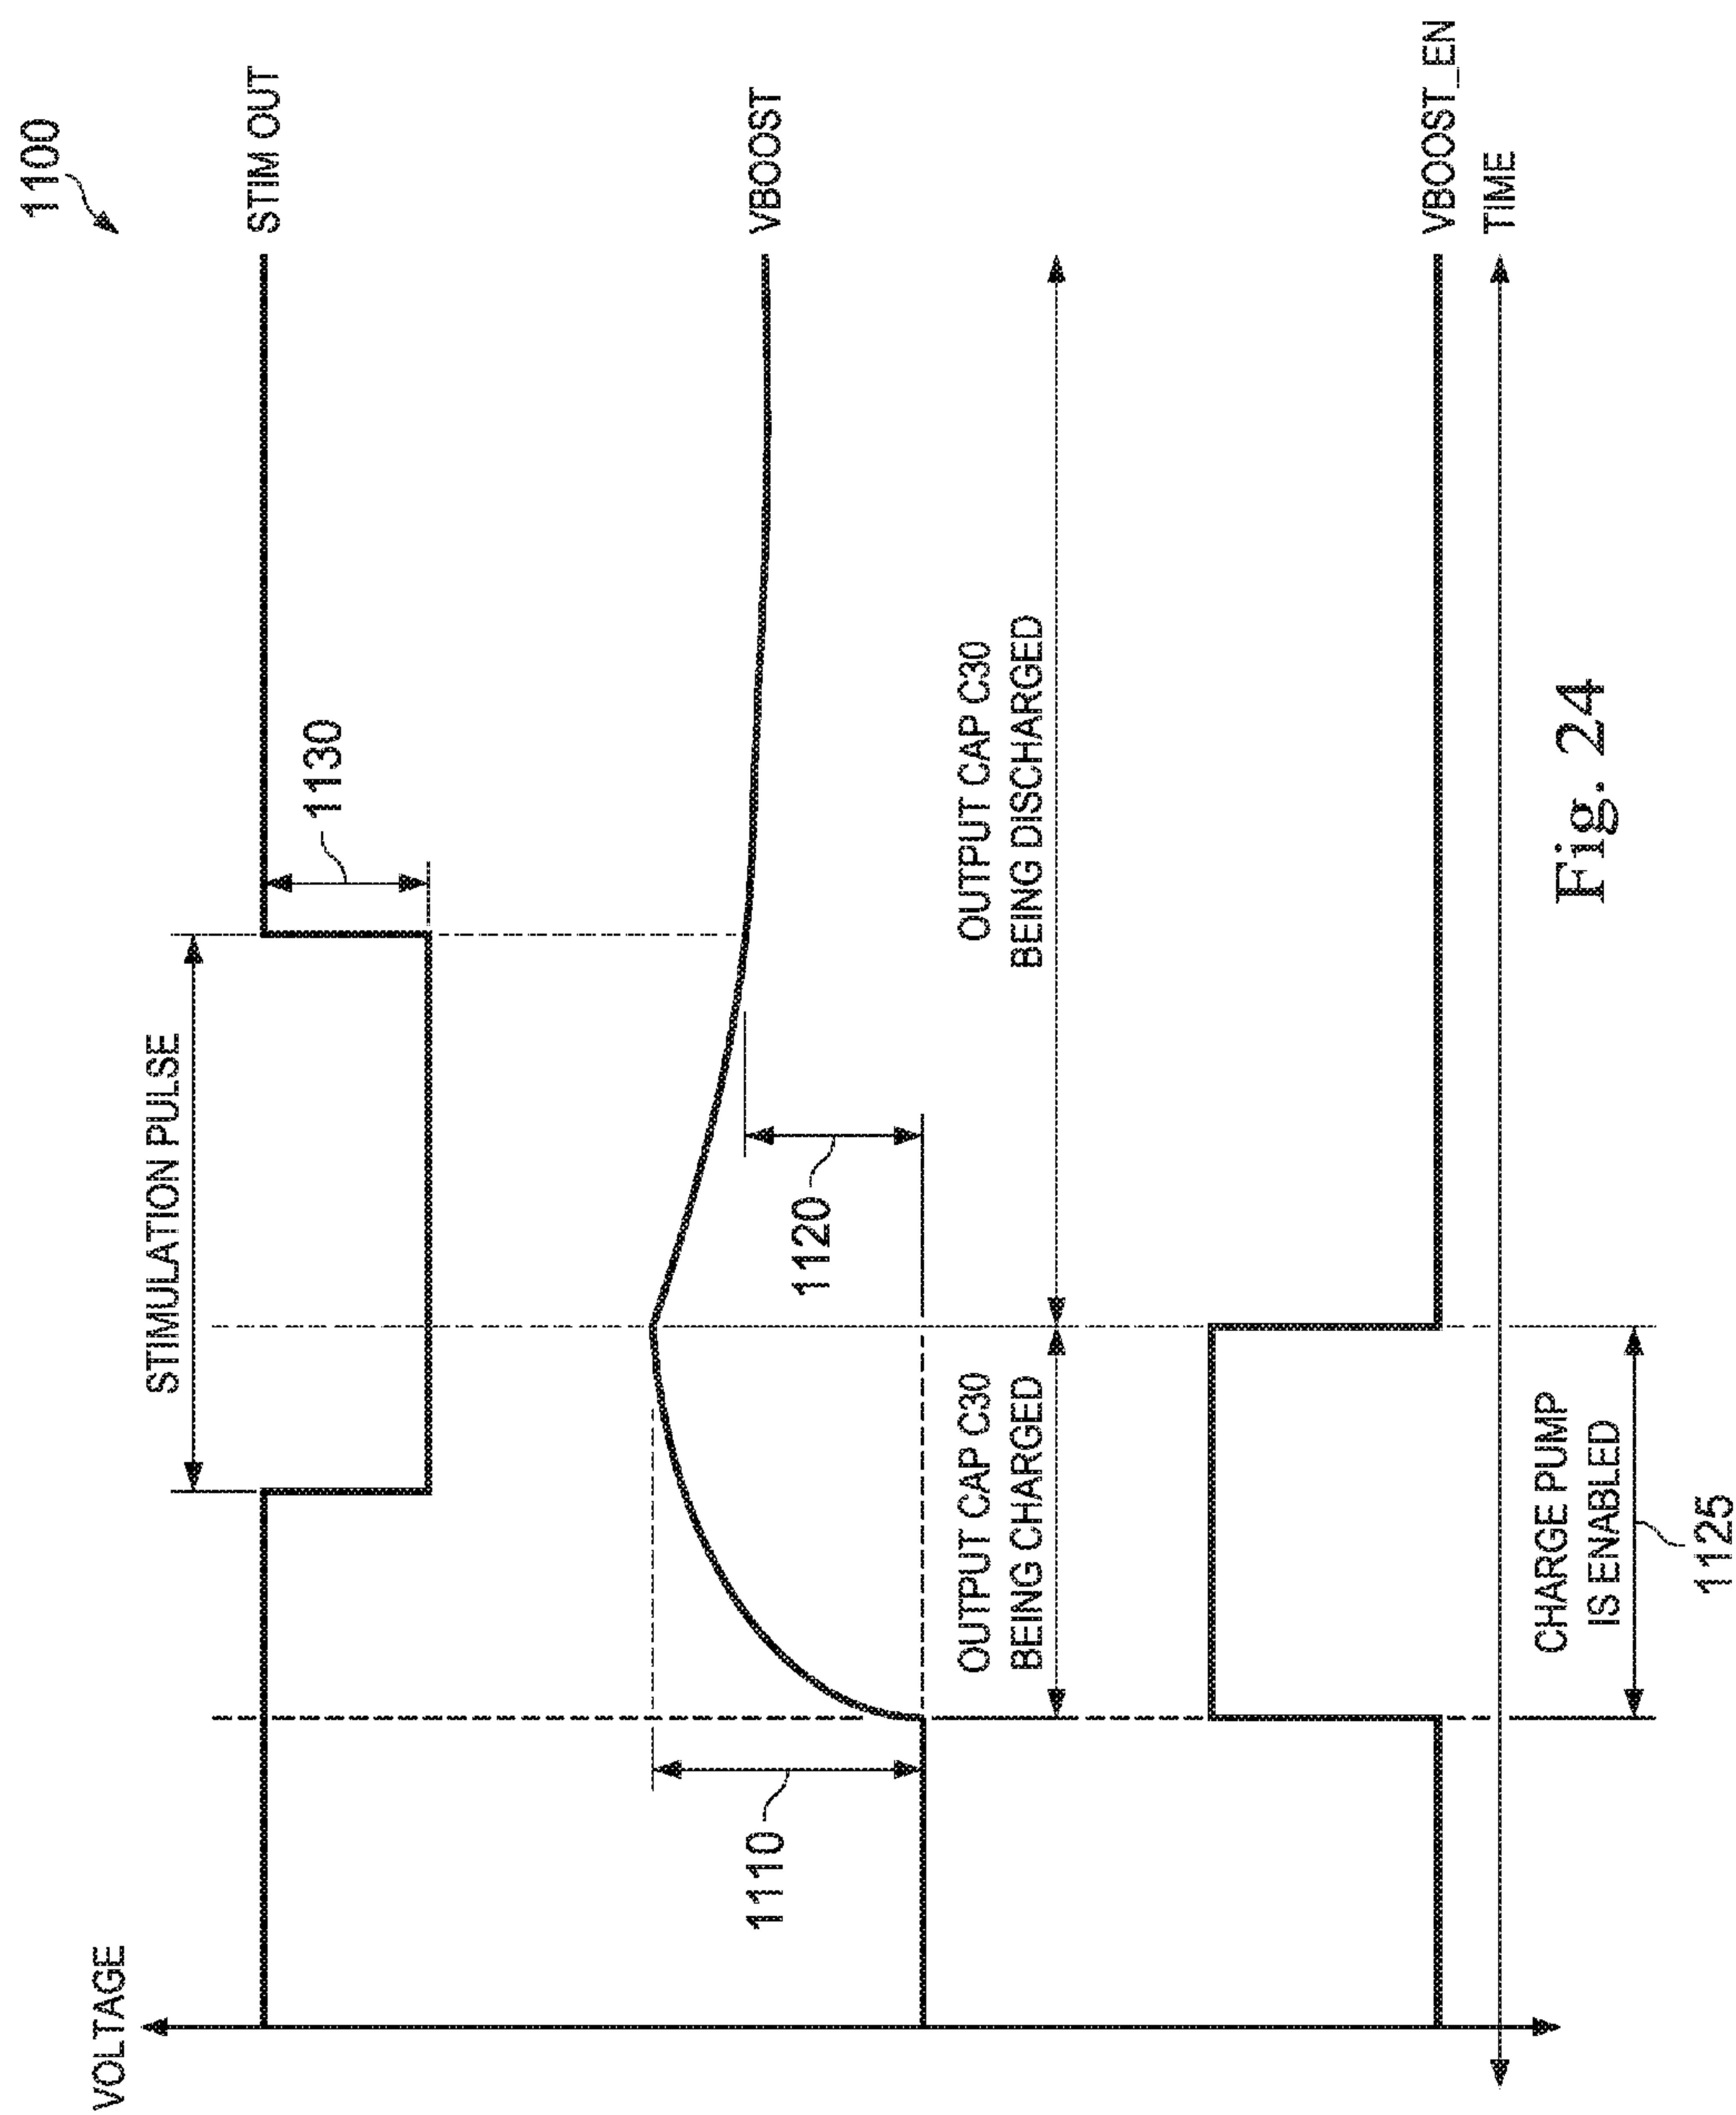 1100
VOLTAGE
STIMULATION PULSE
STIM OUT
1130
1110
1120
VBOOST
OUTPUT CAP C30
BEING CHARGED
OUTPUT CAP C30
BEING DISCHARGED
VBOOST_EN
TIME
CHARGE PUMP
IS ENABLED
1125
Fig. 24